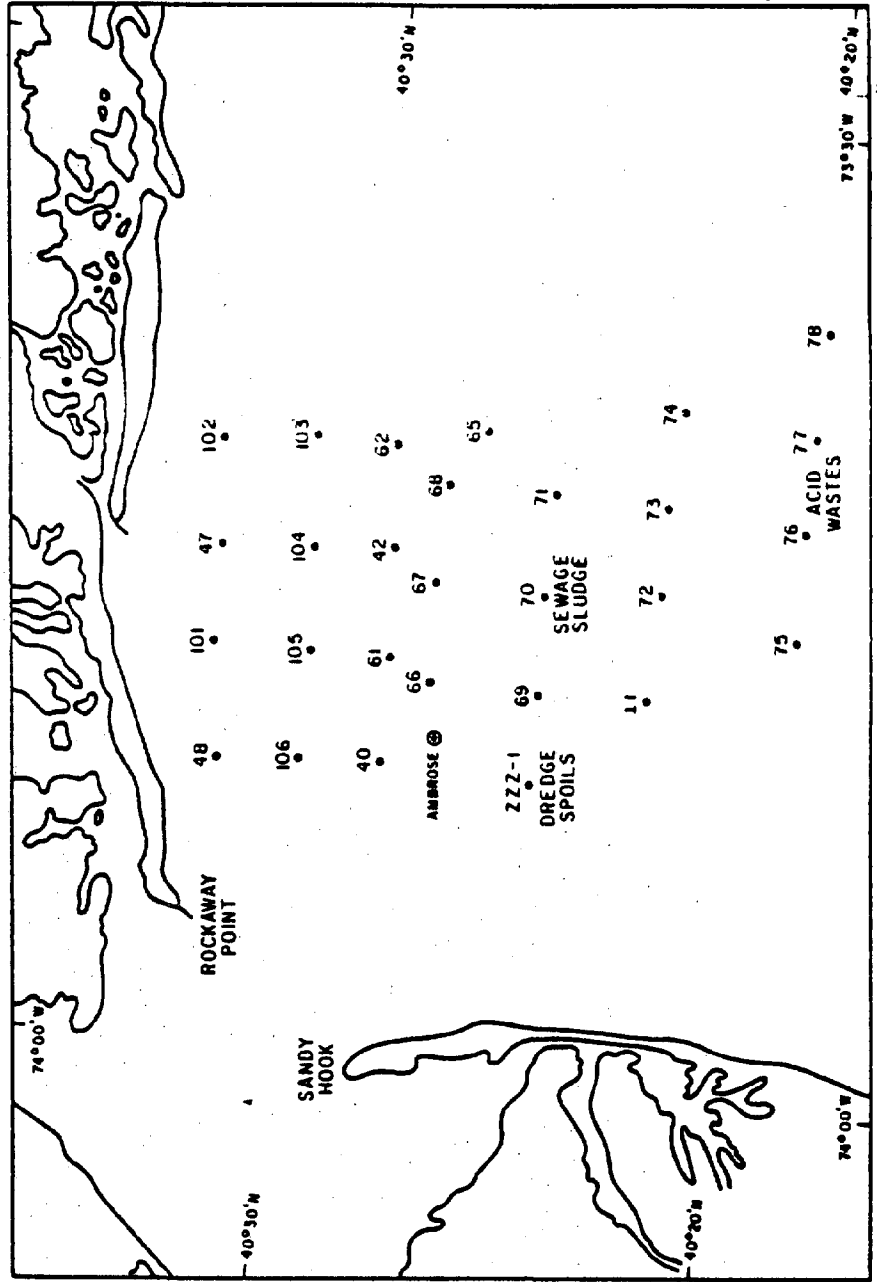 74°00'W
48
101
47
102
ROCKAWAY
POINT
40°30'N
106
105
104
103
SANDY
HOOK
40
61
42
62
40°30'N
AMBROSE
66
67
68
65
ZZZ-1
69
70
71
DREDGE
SPOILS
SEWAGE
SLUDGE
11
72
73
74
40°20'N
75
76
77
78
ACID
WASTES
74°00'W
73°30'W
40°20'N